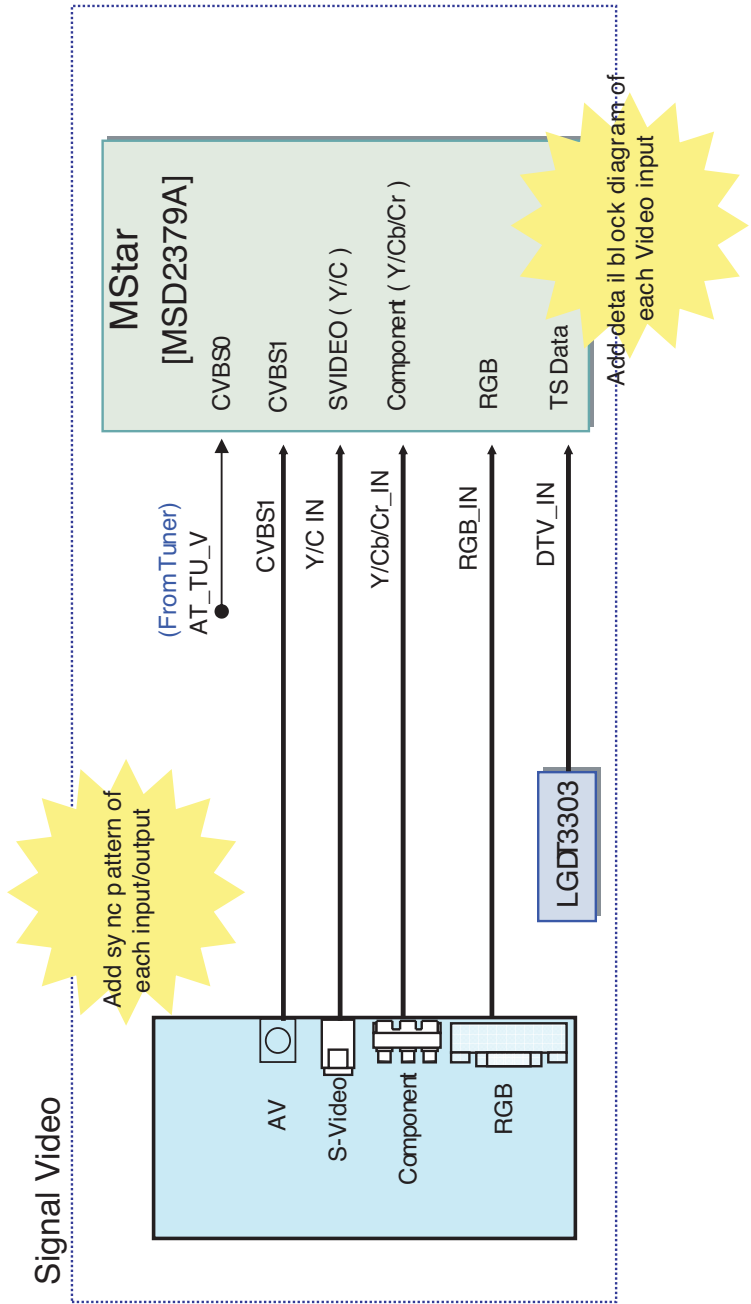 Signal Video
Add sy nc p attern of
each input/output
AV
S-Video
Component
RGB
(From Tuner)
AT_TU_V
CVBS1
Y/C IN
Y/Cb/Cr_IN
RGB_IN
DTV_IN
LGDT3303
MStar
[MSD2379A]
CVBS0
CVBS1
SVIDEO ( Y/C )
Component ( Y/Cb/Cr )
RGB
TS Data
Add deta il bl ock diagram of
each Video input